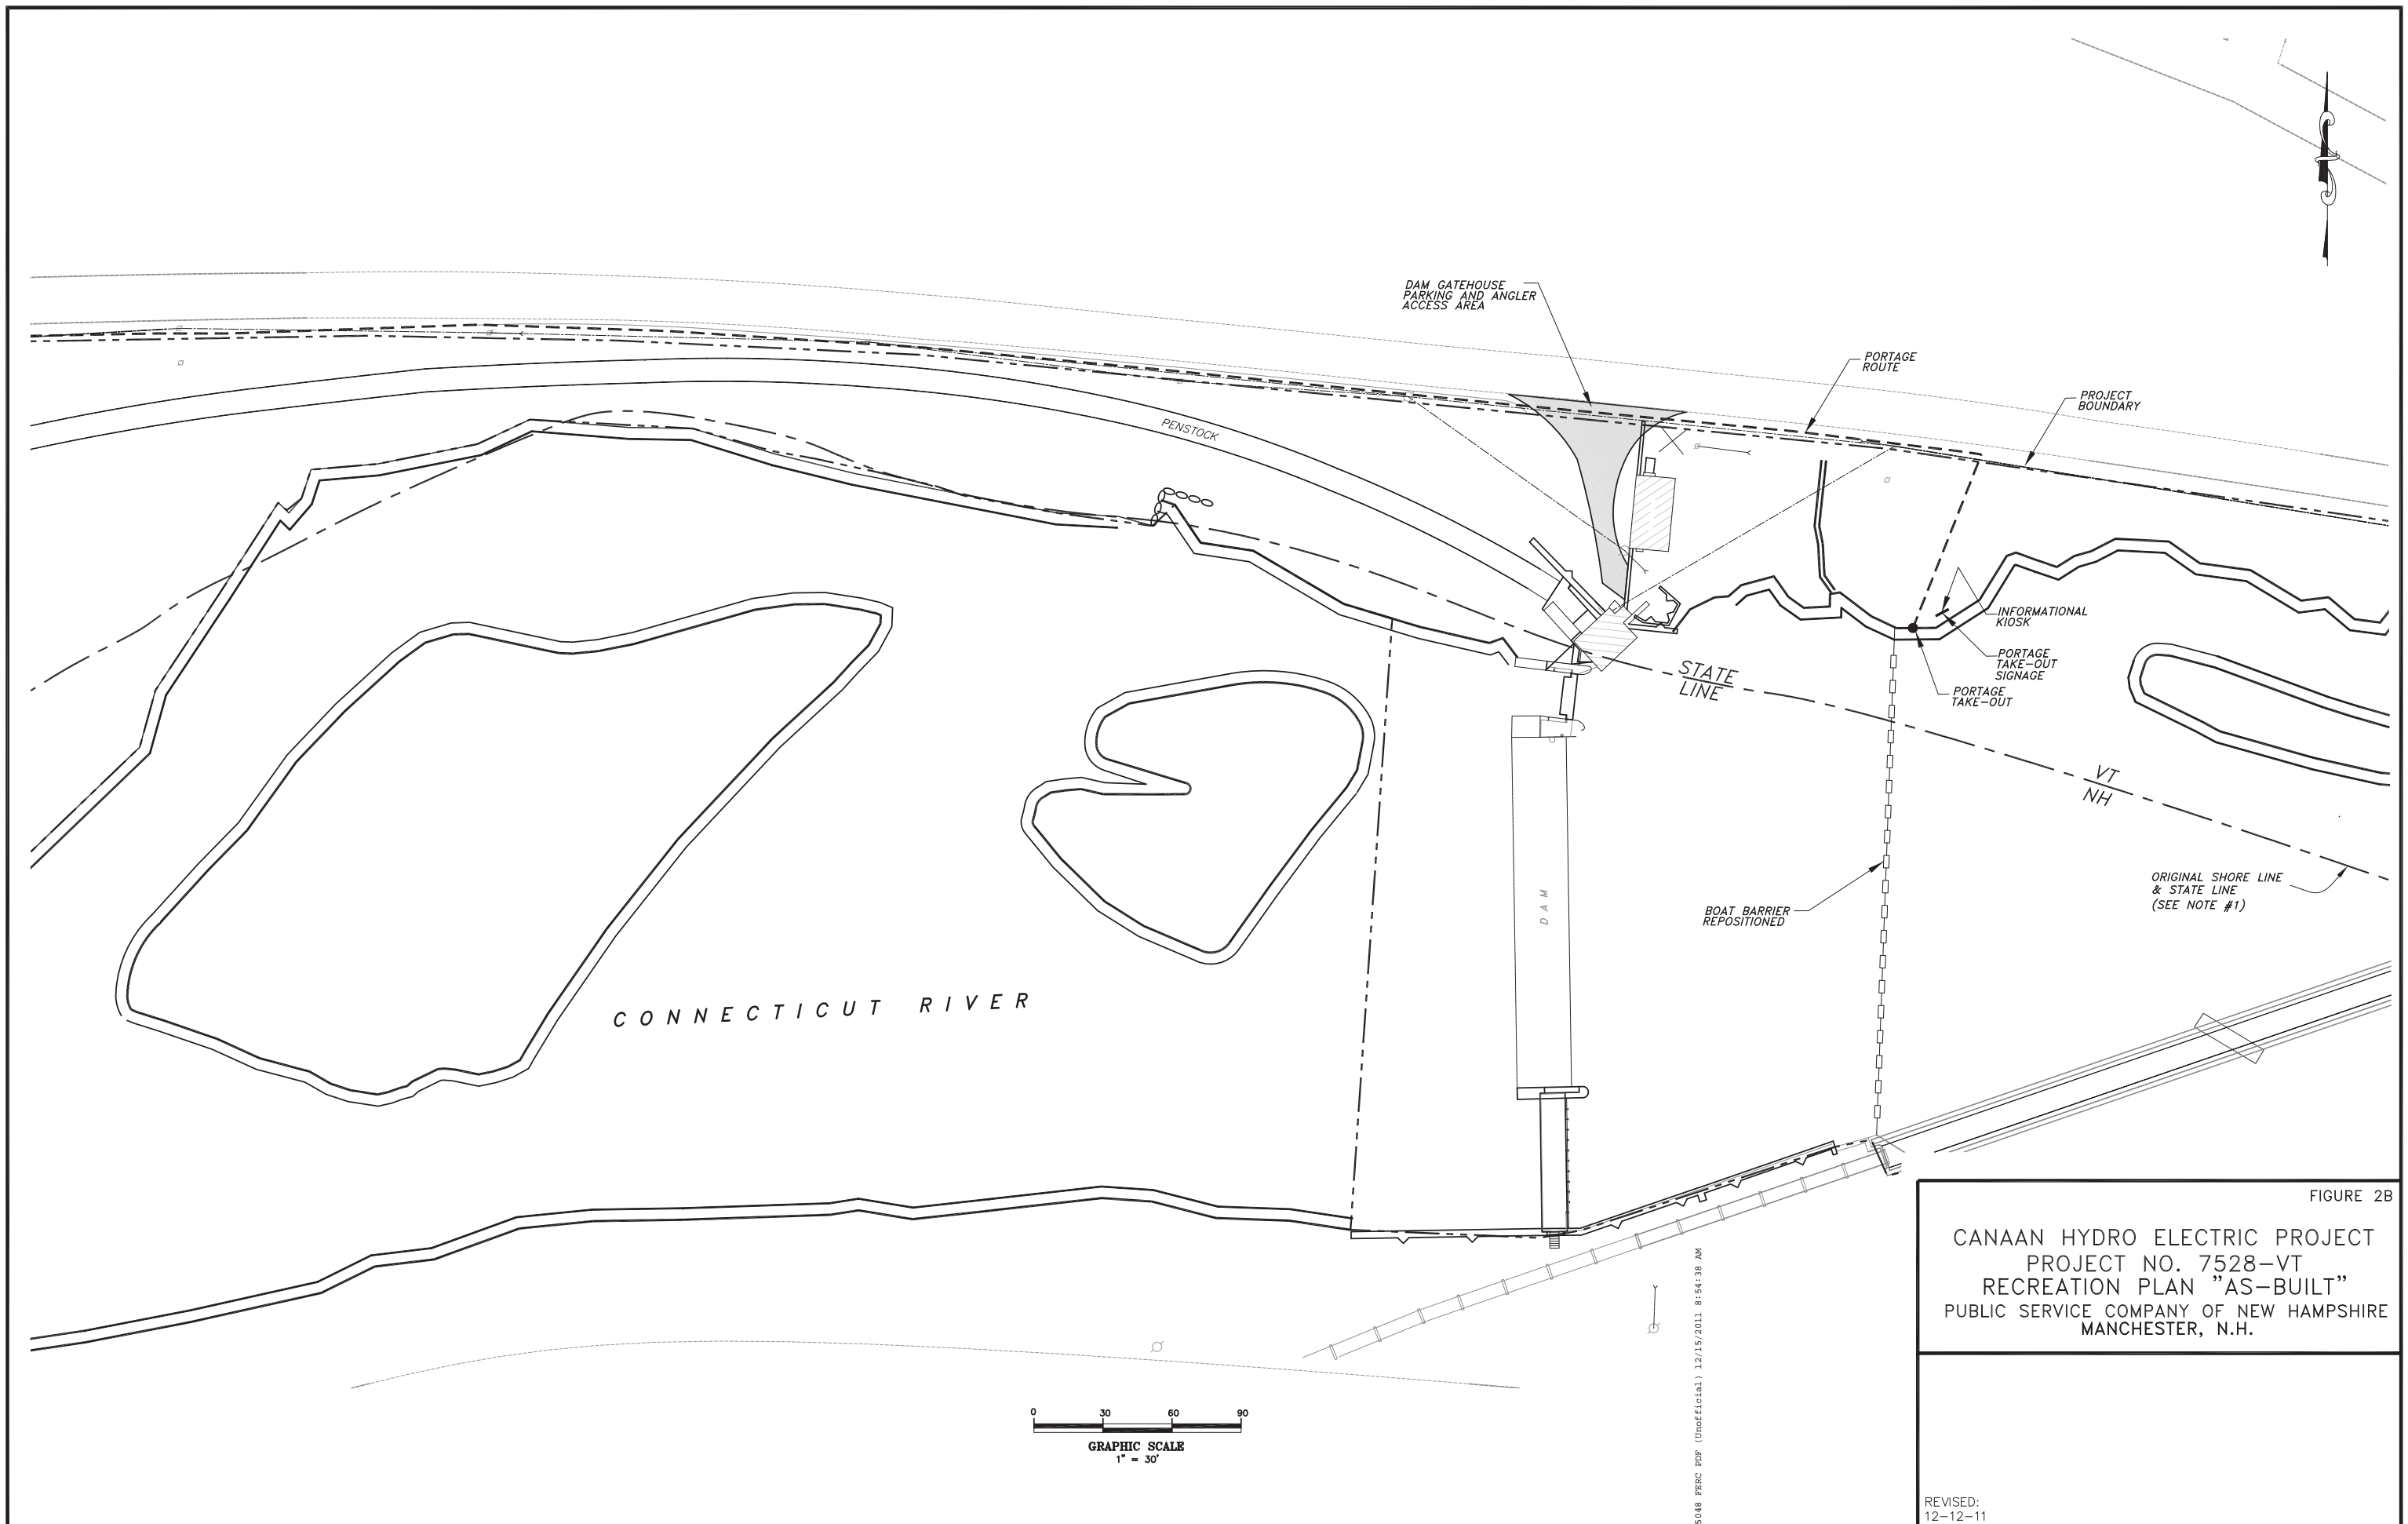 DAM GATEHOUSE
PARKING AND ANGLER
ACCESS AREA
PORTAGE
ROUTE
PROJECT
BOUNDARY
PENSTOCK
INFORMATIONAL
KIOSK
PORTAGE
TAKE-OUT
SIGNAGE
PORTAGE
TAKE-OUT
STATE
LINE
VT
NH
ORIGINAL SHORE LINE
& STATE LINE
(SEE NOTE #1)
BOAT BARRIER
REPOSITIONED
DAM
CONNECTICUT RIVER
0 30 60 90
GRAPHIC SCALE
1" = 30'
5048 FERC PDF (Unofficial) 12/15/2011 8:54:38 AM
FIGURE 2B
CANAAN HYDRO ELECTRIC PROJECT
PROJECT NO. 7528-VT
RECREATION PLAN "AS-BUILT"
PUBLIC SERVICE COMPANY OF NEW HAMPSHIRE
MANCHESTER, N.H.
REVISED:
12-12-11